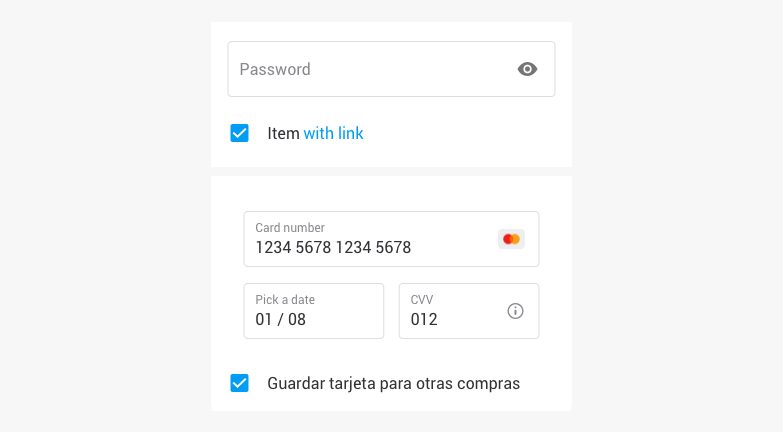 Password
Item with link
Card number
1234 5678 1234 5678
Pick a date
01 / 08
CVV
012
Guardar tarjeta para otras compras